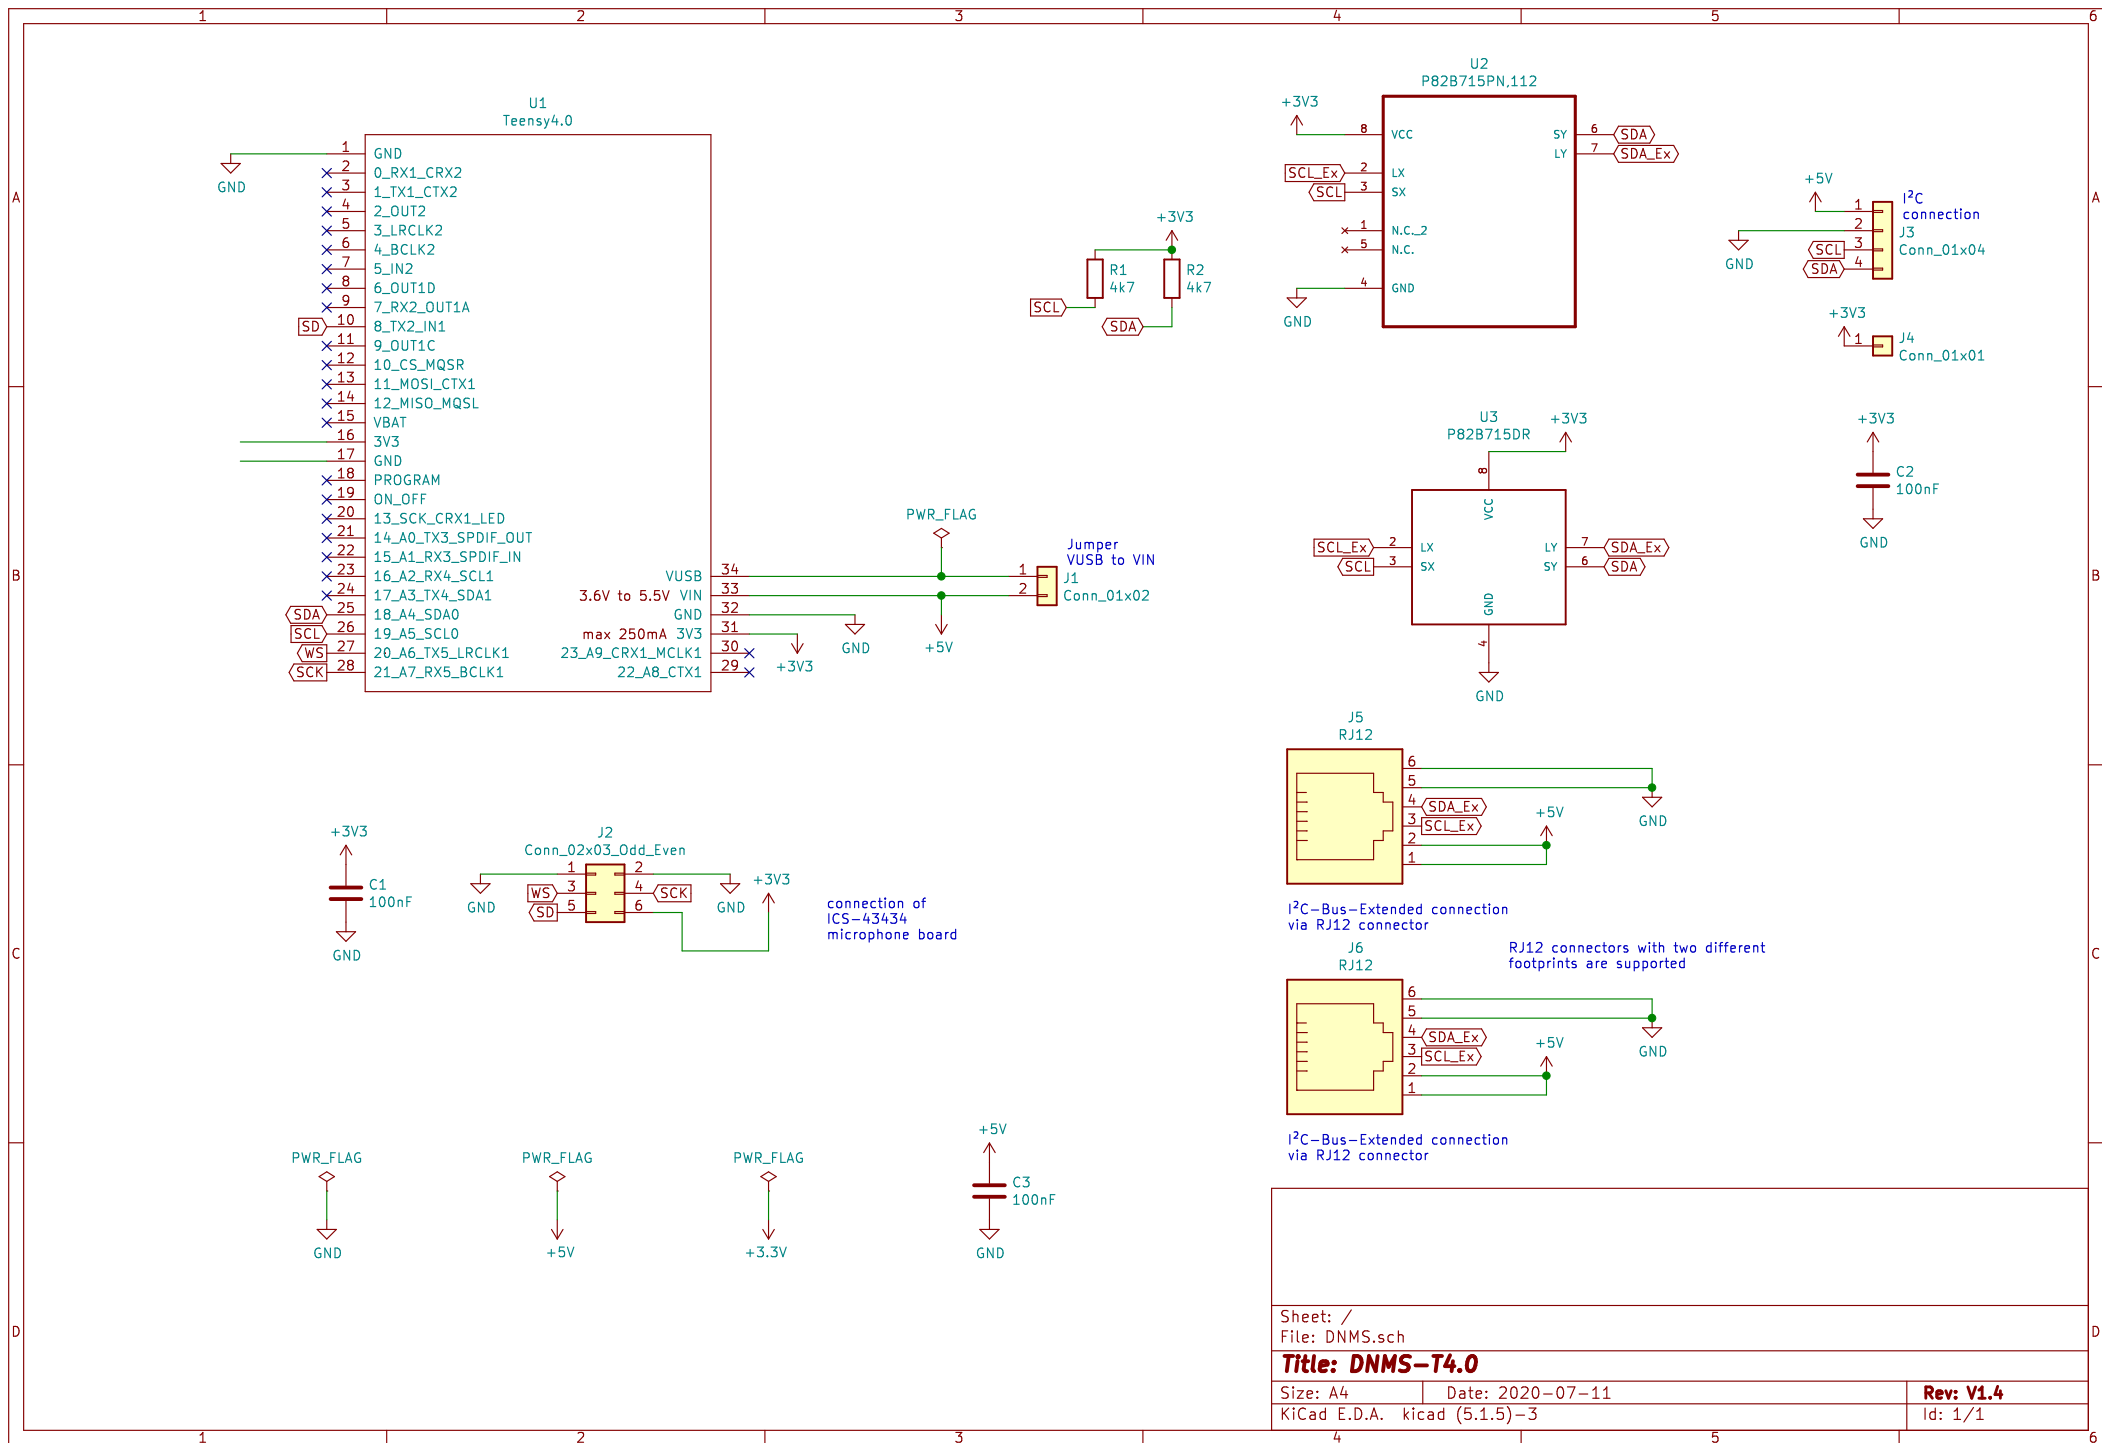 1 2 3 4 5 6
A
B
C
D
U1
Teensy4.0
1 GND
2 0_RX1_CRX2
3 1_TX1_CTX2
4 2_OUT2
5 3_LRCLK2
6 4_BCLK2
7 5_IN2
8 6_OUT1D
9 7_RX2_OUT1A
SD 10 8_TX2_IN1
11 9_OUT1C
12 10_CS_MQSR
13 11_MOSI_CTX1
14 12_MISO_MQSL
15 VBAT
16 3V3
17 GND
18 PROGRAM
19 ON_OFF
20 13_SCK_CRX1_LED
21 14_A0_TX3_SPDIF_OUT
22 15_A1_RX3_SPDIF_IN
23 16_A2_RX4_SCL1
24 17_A3_TX4_SDA1
SDA 25 18_A4_SDA0
SCL 26 19_A5_SCL0
WS 27 20_A6_TX5_LRCLK1
SCK 28 21_A7_RX5_BCLK1
GND
VUSB 34
3.6V to 5.5V VIN 33
GND 32
max 250mA 3V3 31
23_A9_CRX1_MCLK1 30
22_A8_CTX1 29
GND
+3V3
PWR_FLAG
+5V
Jumper
VUSB to VIN
1 J1
2 Conn_01x02
+3V3
R1
4k7
R2
4k7
SCL
SDA
U2
P82B715PN,112
+3V3
8 VCC
SCL_Ex 2 LX
SCL 3 SX
1 N.C._2
5 N.C.
4 GND
GND
SY 6 SDA
LY 7 SDA_Ex
+5V
I²C
connection
J3
Conn_01x04
1
2
SCL 3
SDA 4
GND
+3V3
1
J4
Conn_01x01
U3
P82B715DR
+3V3
8
VCC
SCL_Ex 2 LX
SCL 3 SX
LY 7 SDA_Ex
SY 6 SDA
GND
4
GND
+3V3
C2
100nF
GND
J5
RJ12
6
5
4 SDA_Ex
3 SCL_Ex
2
1
+5V
GND
I²C-Bus-Extended connection
via RJ12 connector
RJ12 connectors with two different
footprints are supported
J6
RJ12
6
5
4 SDA_Ex
3 SCL_Ex
2
1
+5V
GND
I²C-Bus-Extended connection
via RJ12 connector
+3V3
C1
100nF
GND
J2
Conn_02x03_Odd_Even
1 2
WS 3 4 SCK
SD 5 6
GND
GND
+3V3
connection of
ICS-43434
microphone board
PWR_FLAG
GND
PWR_FLAG
+5V
PWR_FLAG
+3.3V
+5V
C3
100nF
GND
Sheet: /
File: DNMS.sch
Title: DNMS-T4.0
Size: A4 Date: 2020-07-11 Rev: V1.4
KiCad E.D.A. kicad (5.1.5)-3 Id: 1/1
A
B
C
D
1 2 3 4 5 6